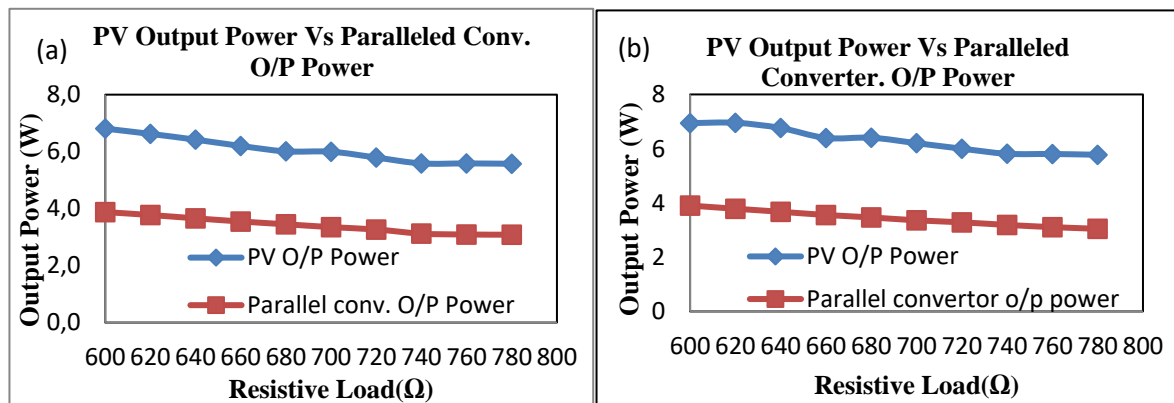 (a)
PV Output Power Vs Paralleled Conv.
O/P Power
Output Power (W)
8,0
6,0
4,0
2,0
0,0
PV O/P Power
Parallel conv. O/P Power
600 620 640 660 680 700 720 740 760 780 800
Resistive Load(Ω)
(b)
PV Output Power Vs Paralleled
Converter. O/P Power
Output Power (W)
8
6
4
2
0
PV O/P Power
Parallel convertor o/p power
600 620 640 660 680 700 720 740 760 780 800
Resistive Load(Ω)